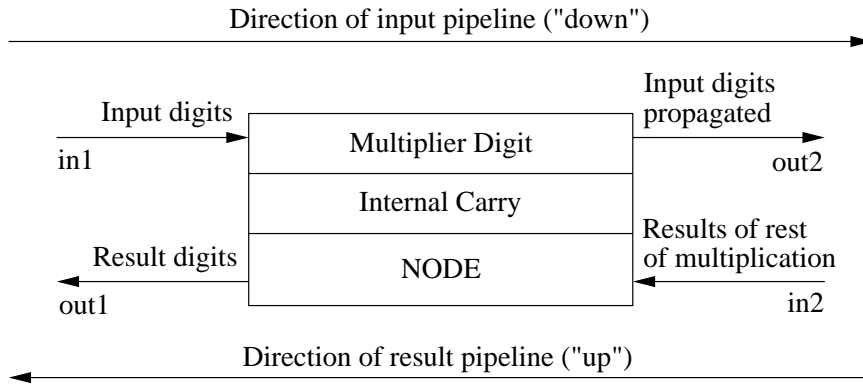 Direction of input pipeline ("down")
Input digits
in1
Multiplier Digit
Internal Carry
NODE
Input digits
propagated
out2
Result digits
out1
Results of rest
of multiplication
in2
Direction of result pipeline ("up")